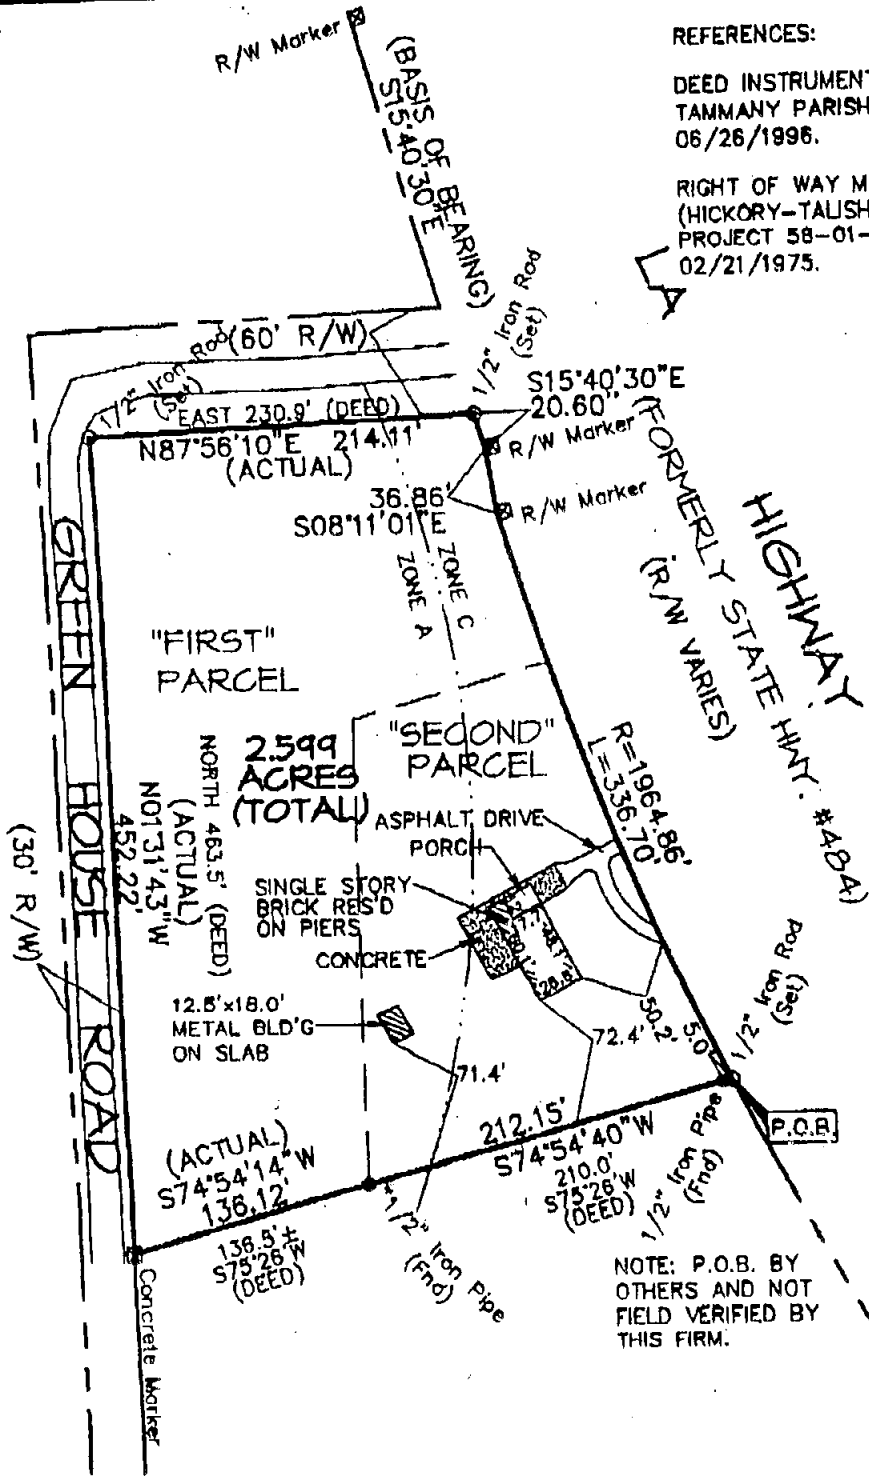 R/W Marker
(BASIS OF BEARING)
S15°40'30"E
REFERENCES:
DEED INSTRUMENT
TAMMANY PARISH
06/26/1996.
RIGHT OF WAY M
(HICKORY-TALISH
PROJECT 58-01-
02/21/1975.
(60' R/W)
1/2" Iron Rod
(Set)
1/2" Iron Rod
(Set)
S15°40'30"E
20.60'
EAST 230.9' (DEED)
N87°56'10"E 214.11'
(ACTUAL)
R/W Marker
R/W Marker
36.86'
S08°11'01"E
ZONE C
ZONE A
HIGHWAY
(FORMERLY STATE HWY. #484)
(R/W VARIES)
GREEN HOUSE ROAD
(30' R/W)
"FIRST"
PARCEL
"SECOND"
PARCEL
2.599
ACRES
(TOTAL)
NORTH 463.5' (DEED)
(ACTUAL)
N01°31'43"W
452.22'
R=1964.86'
L=336.70'
ASPHALT DRIVE
PORCH
SINGLE STORY
BRICK RES'D
ON PIERS
CONCRETE
12.5'x18.0'
METAL BLD'G
ON SLAB
71.4'
72.4'
50.2'
5.0'
1/2" Iron Rod
(Set)
P.O.B.
212.15'
S74°54'40"W
210.0'
S75°26'W
(DEED)
1/2" Iron Pipe
(Fnd)
(ACTUAL)
S74°54'14"W
136.12'
136.5'±
S75°26'W
(DEED)
1/2" Iron Pipe
(Fnd)
Concrete Marker
NOTE: P.O.B. BY
OTHERS AND NOT
FIELD VERIFIED BY
THIS FIRM.